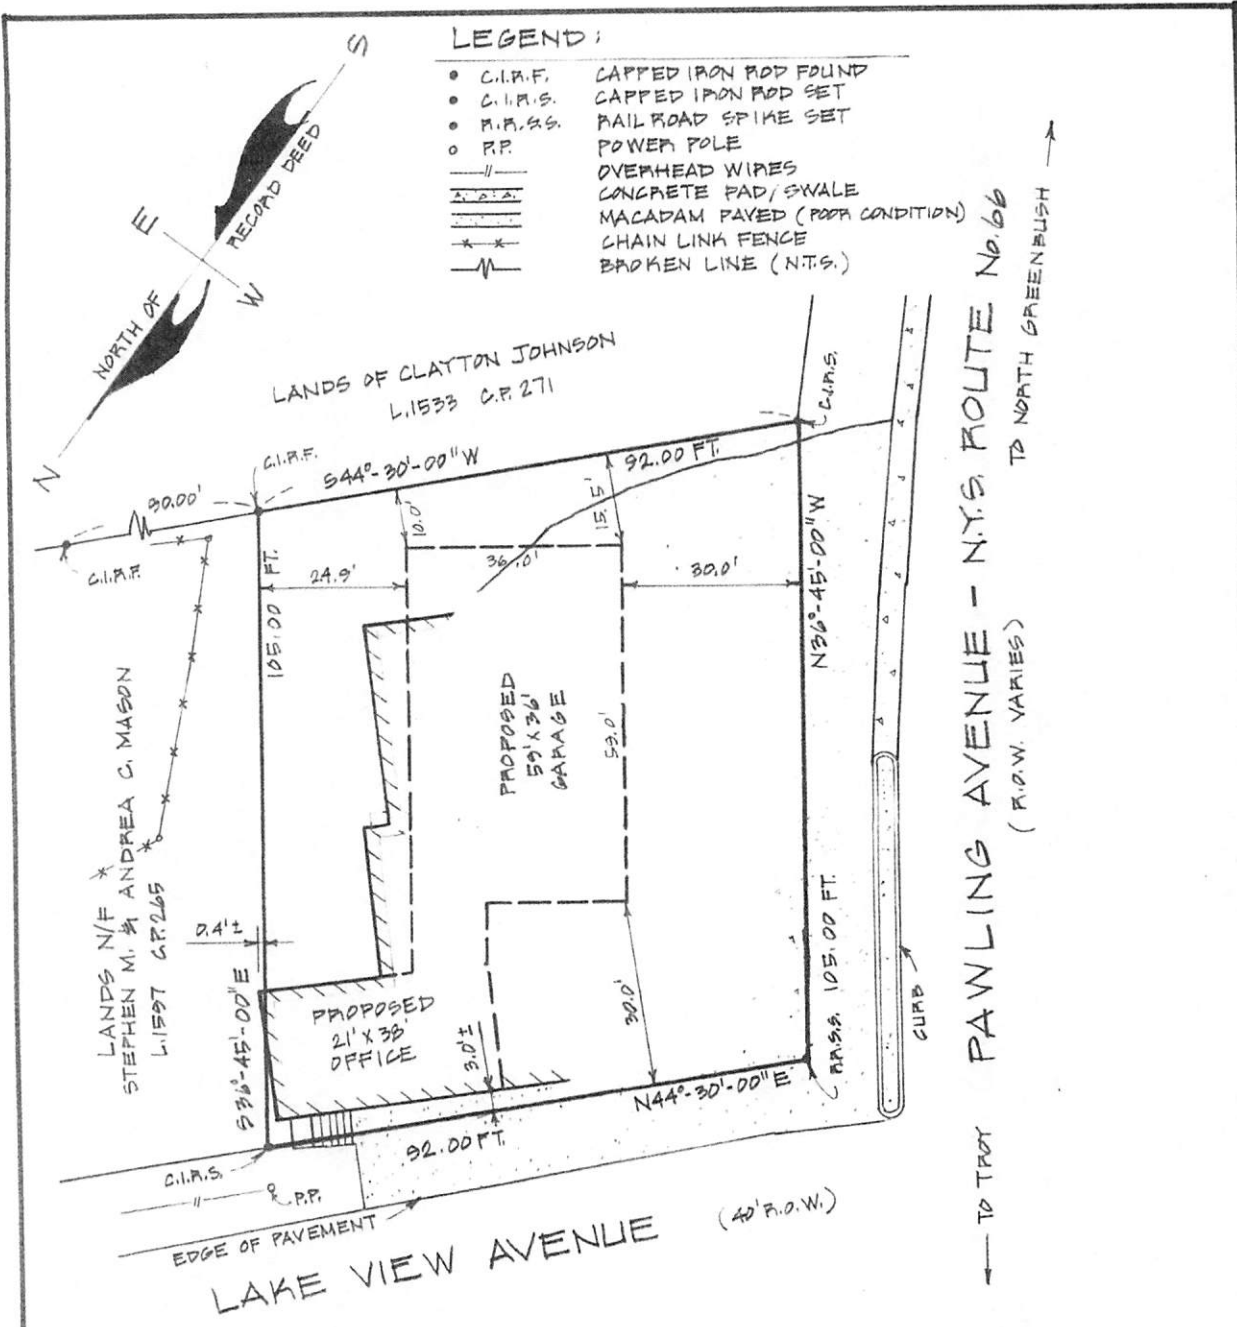 LEGEND:
C.I.R.F. CAPPED IRON ROD FOUND
C.I.R.S. CAPPED IRON ROD SET
R.R.S.S. RAILROAD SPIKE SET
P.P. POWER POLE
OVERHEAD WIRES
CONCRETE PAD/SWALE
MACADAM PAVED (POOR CONDITION)
CHAIN LINK FENCE
BROKEN LINE (N.T.S.)
S
E
W
N
NORTH OF
RECORD DEED
LANDS OF CLAYTON JOHNSON
L.1533 C.P. 271
C.I.R.F.
S44°-30'-00"W
92.00 FT.
C.I.R.S.
90.00'
C.I.R.F.
10.0'
15.5'
36.0'
24.9'
30.0'
105.00 FT.
S36°-45'-00"E
N36°-45'-00"W
105.00 FT.
R.R.S.S.
PROPOSED
59'X36'
GARAGE
59.0'
30.0'
0.4'±
PROPOSED
21' X 38'
OFFICE
3.0'±
N44°-30'-00"E
92.00 FT.
C.I.R.S.
P.P.
LANDS N/F
STEPHEN M. & ANDREA C. MASON
L.1597 C.P.265
CURB
EDGE OF PAVEMENT
LAKE VIEW AVENUE
(40' R.O.W.)
PAWLING AVENUE - N.Y.S. ROUTE No.66
(R.O.W. VARIES)
TO NORTH GREENBUSH
TO TROY